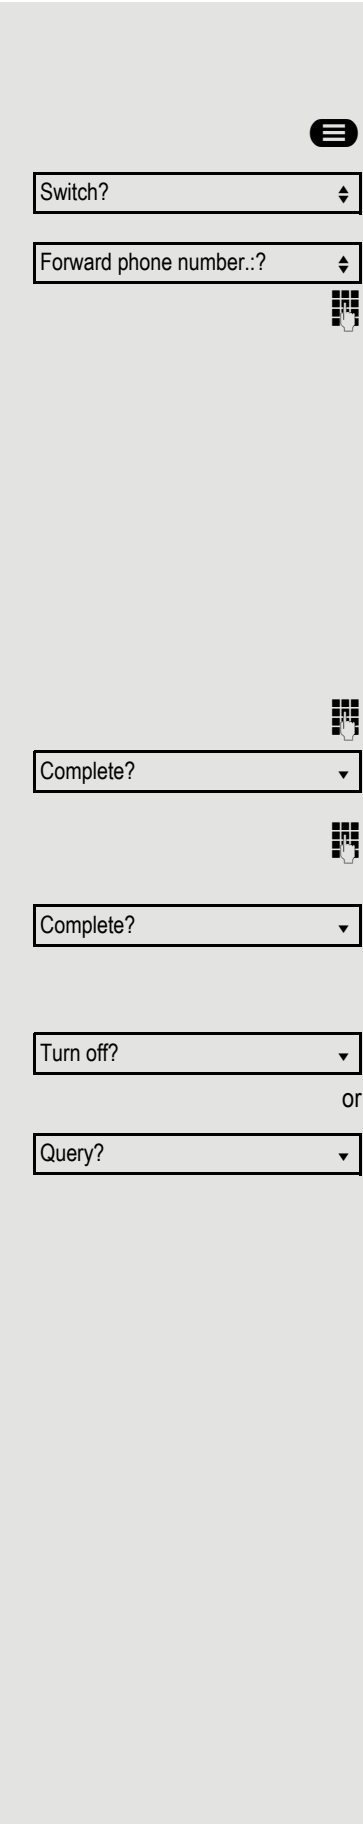 Switch?
Forward phone number.:?
Complete?
Complete?
Turn off?
or
Query?